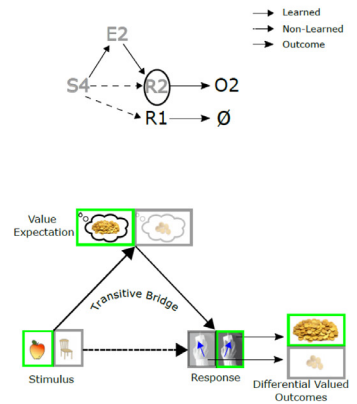 Learned
Non-Learned
Outcome
E2
S4
R2
O2
R1
Ø
Value
Expectation
Transitive Bridge
Stimulus
Response
Differential Valued
Outcomes